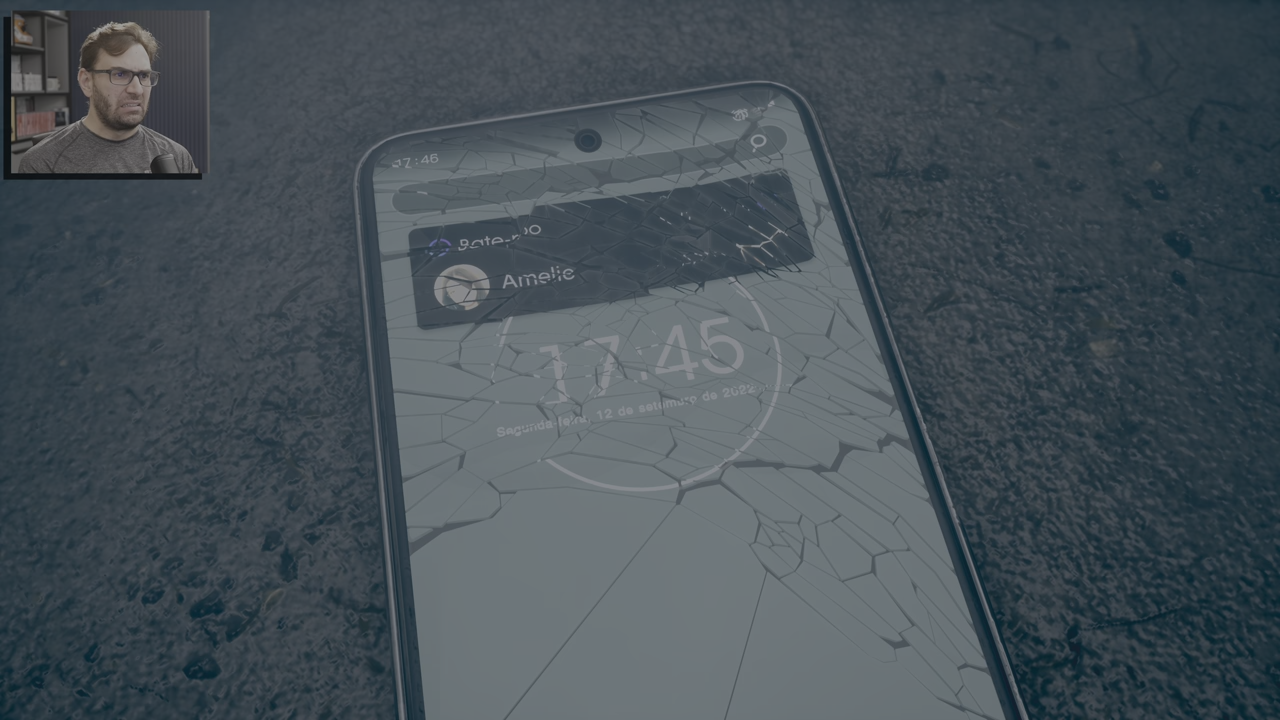 17:46
Bate-papo
Amelie
17:45
Segunda-feira, 12 de setembro de 2022